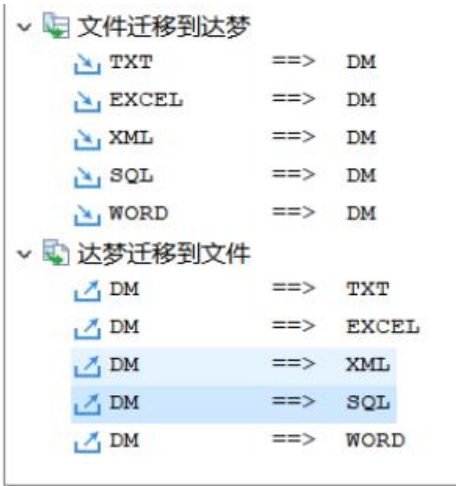 文件迁移到达梦
TXT ==> DM
EXCEL ==> DM
XML ==> DM
SQL ==> DM
WORD ==> DM
达梦迁移到文件
DM ==> TXT
DM ==> EXCEL
DM ==> XML
DM ==> SQL
DM ==> WORD